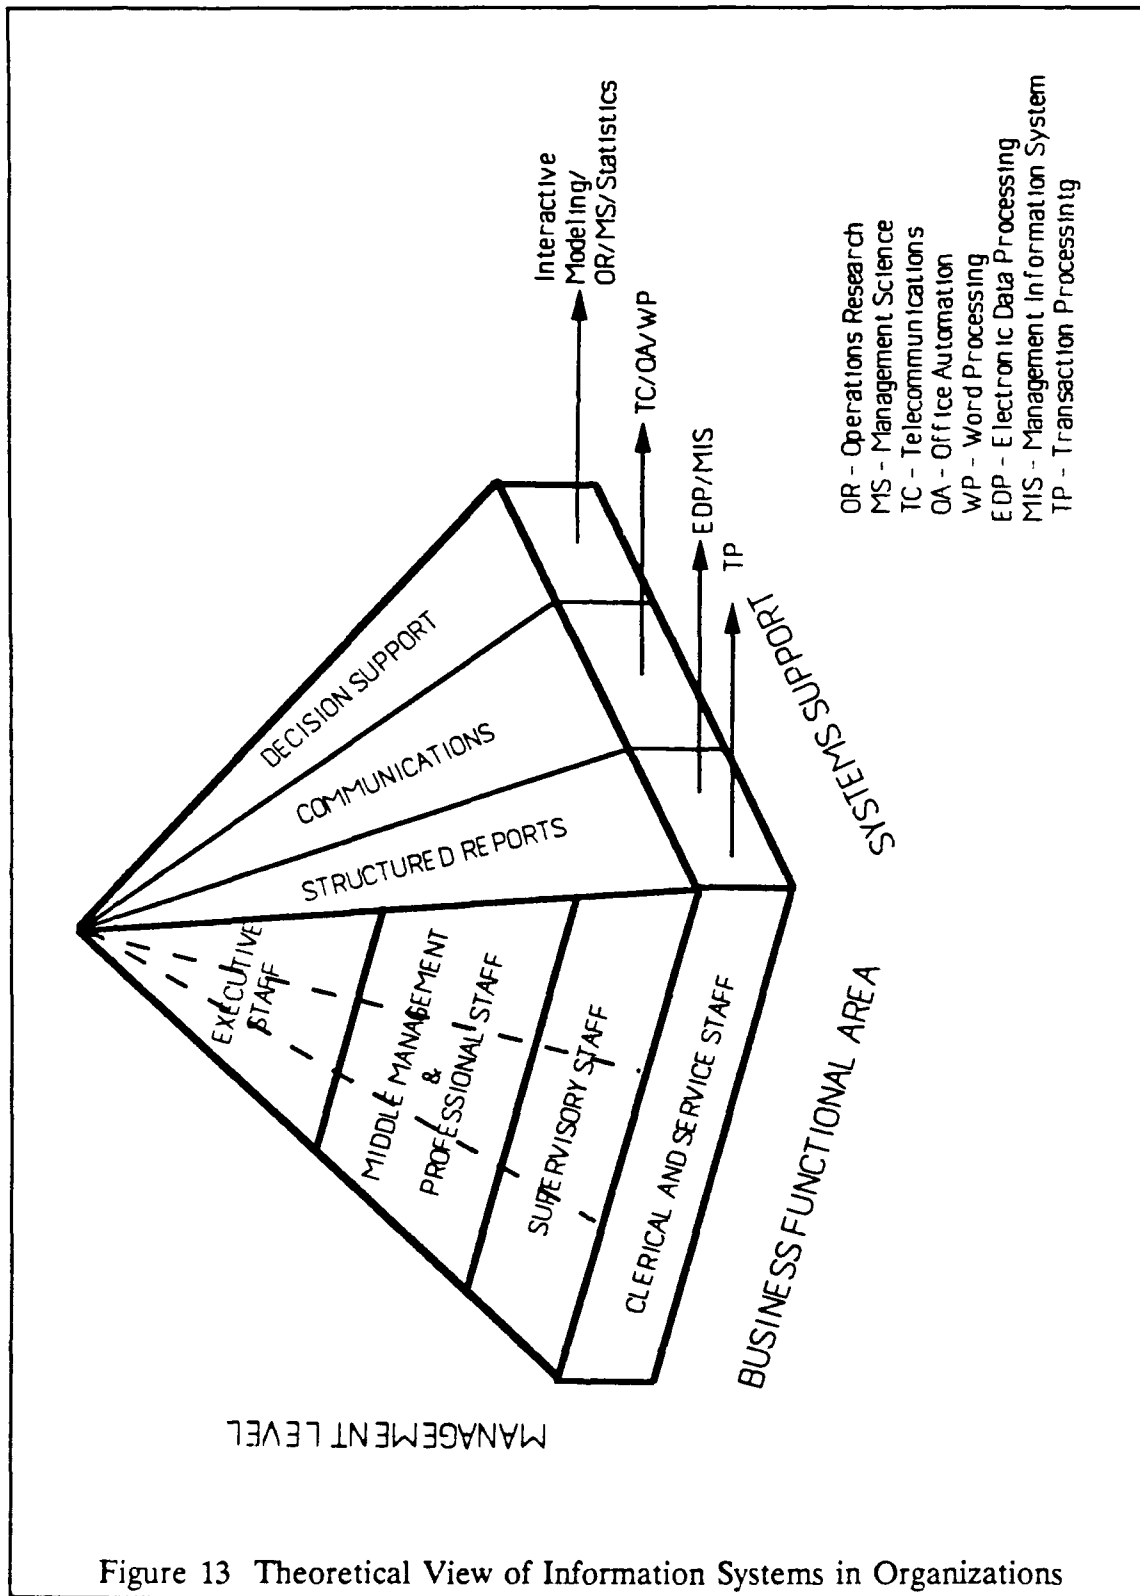 MANAGEMENT LEVEL
EXECUTIVE
STAFF
MIDDLE MANAGEMENT
&
PROFESSIONAL STAFF
SUPERVISORY STAFF
CLERICAL AND SERVICE STAFF
BUSINESS FUNCTIONAL AREA
DECISION SUPPORT
COMMUNICATIONS
STRUCTURED REPORTS
SYSTEMS SUPPORT
Interactive
Modeling/
OR/MS/Statistics
TC/OA/WP
EDP/MIS
TP
OR - Operations Research
MS - Management Science
TC - Telecommunications
OA - Office Automation
WP - Word Processing
EDP - Electronic Data Processing
MIS - Management Information System
TP - Transaction Processintg
Figure 13 Theoretical View of Information Systems in Organizations